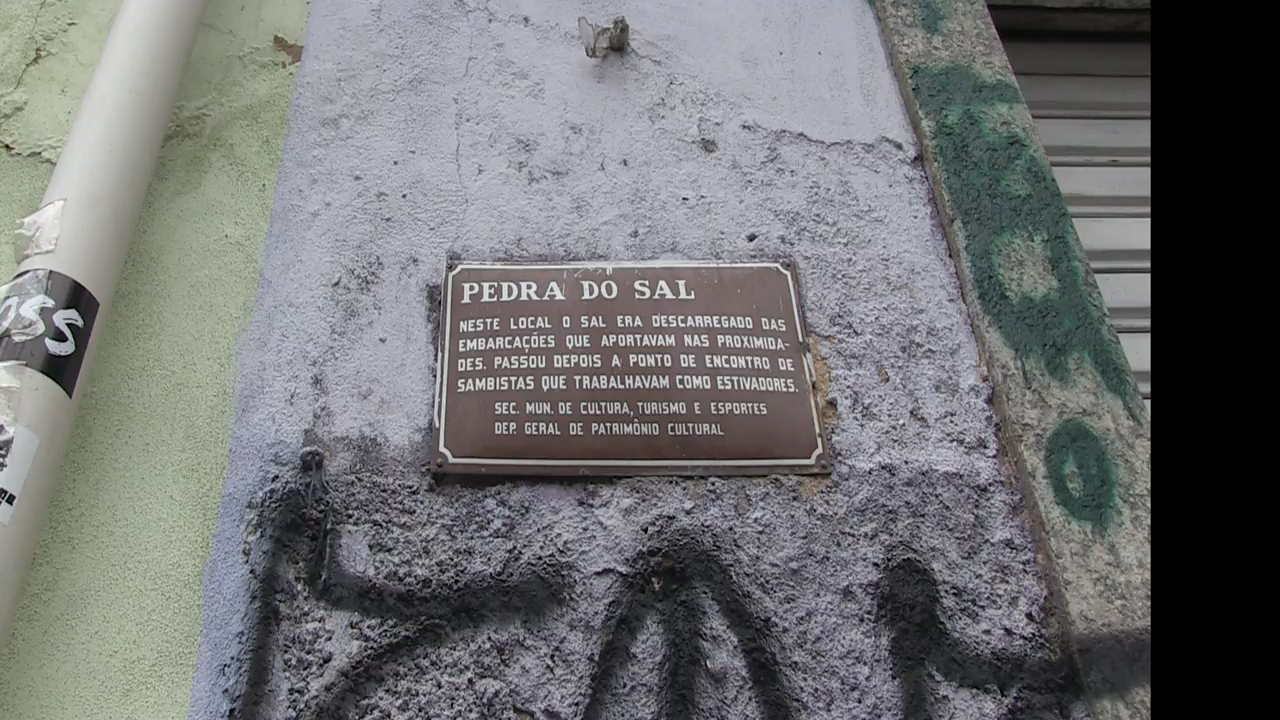 PEDRA DO SAL
NESTE LOCAL O SAL ERA DESCARREGADO DAS
EMBARCAÇÕES QUE APORTAVAM NAS PROXIMIDA-
DES. PASSOU DEPOIS A PONTO DE ENCONTRO DE
SAMBISTAS QUE TRABALHAVAM COMO ESTIVADORES.
SEC. MUN. DE CULTURA, TURISMO E ESPORTES
DEP. GERAL DE PATRIMÔNIO CULTURAL